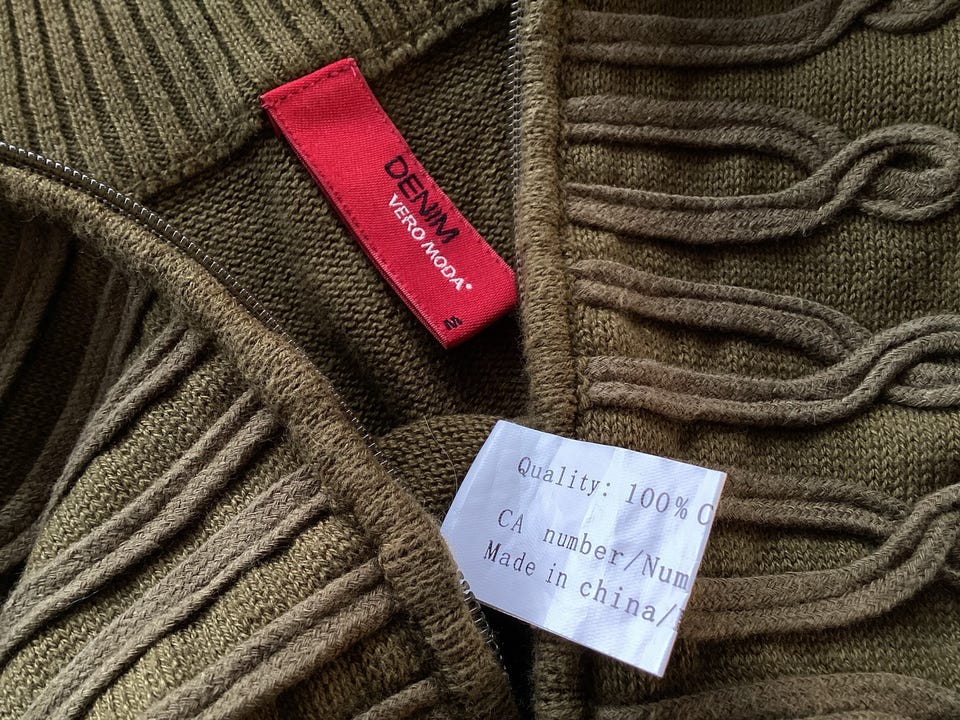 DENIM
VERO MODA
Quality: 100% C
CA number/Num
Made in china/